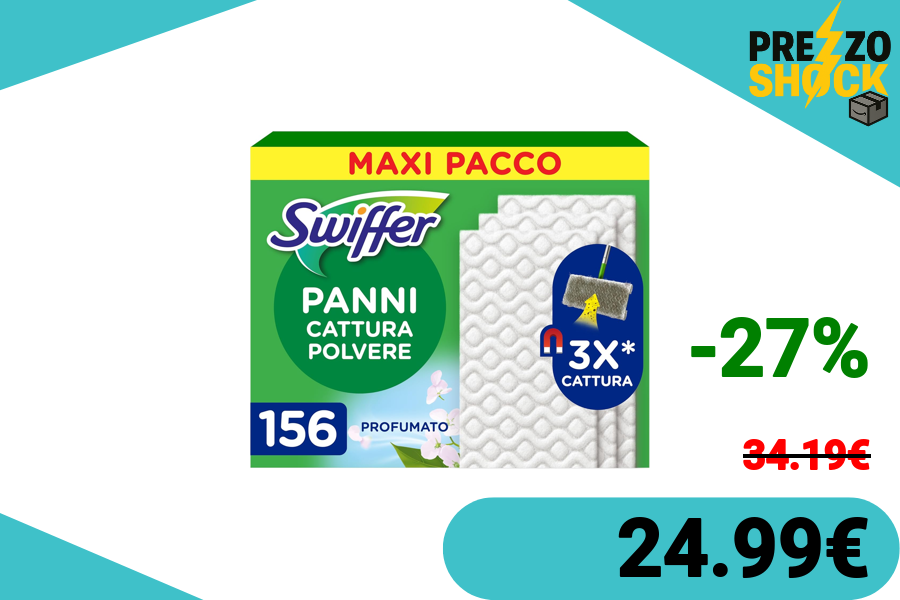 PREZZO
SHOCK
MAXI PACCO
Swiffer
PANNI
CATTURA
POLVERE
3X*
CATTURA
156
PROFUMATO
-27%
34.19€
24.99€